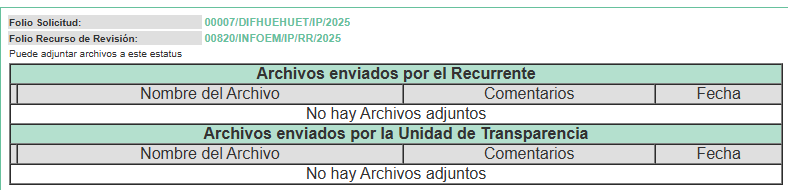 Folio Solicitud: 00007/DIFHUEHUET/IP/2025
Folio Recurso de Revisión: 00820/INFOEM/IP/RR/2025
Puede adjuntar archivos a este estatus
Archivos enviados por el Recurrente
Nombre del Archivo Comentarios Fecha
No hay Archivos adjuntos
Archivos enviados por la Unidad de Transparencia
Nombre del Archivo Comentarios Fecha
No hay Archivos adjuntos